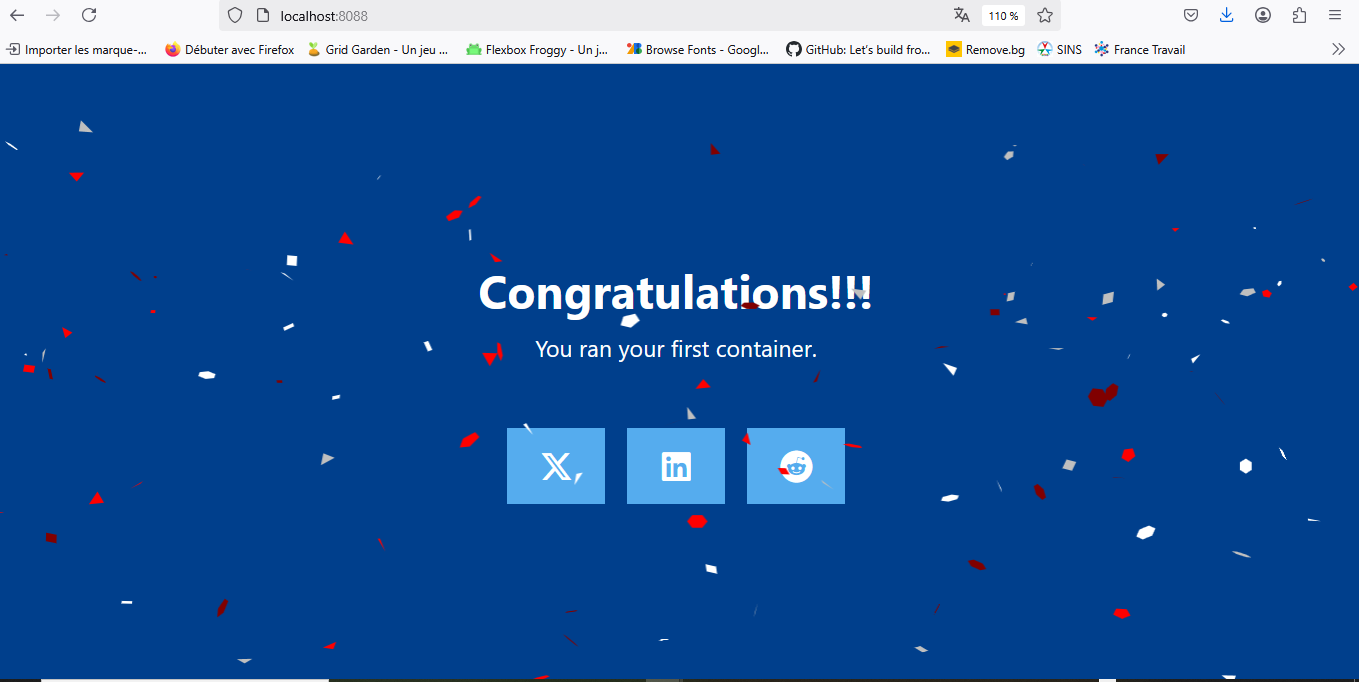 localhost:8088
110 %
Importer les marque-...
Débuter avec Firefox
Grid Garden - Un jeu ...
Flexbox Froggy - Un j...
Browse Fonts - Googl...
GitHub: Let's build fro...
Remove.bg
SINS
France Travail
Congratulations!!!
You ran your first container.
in